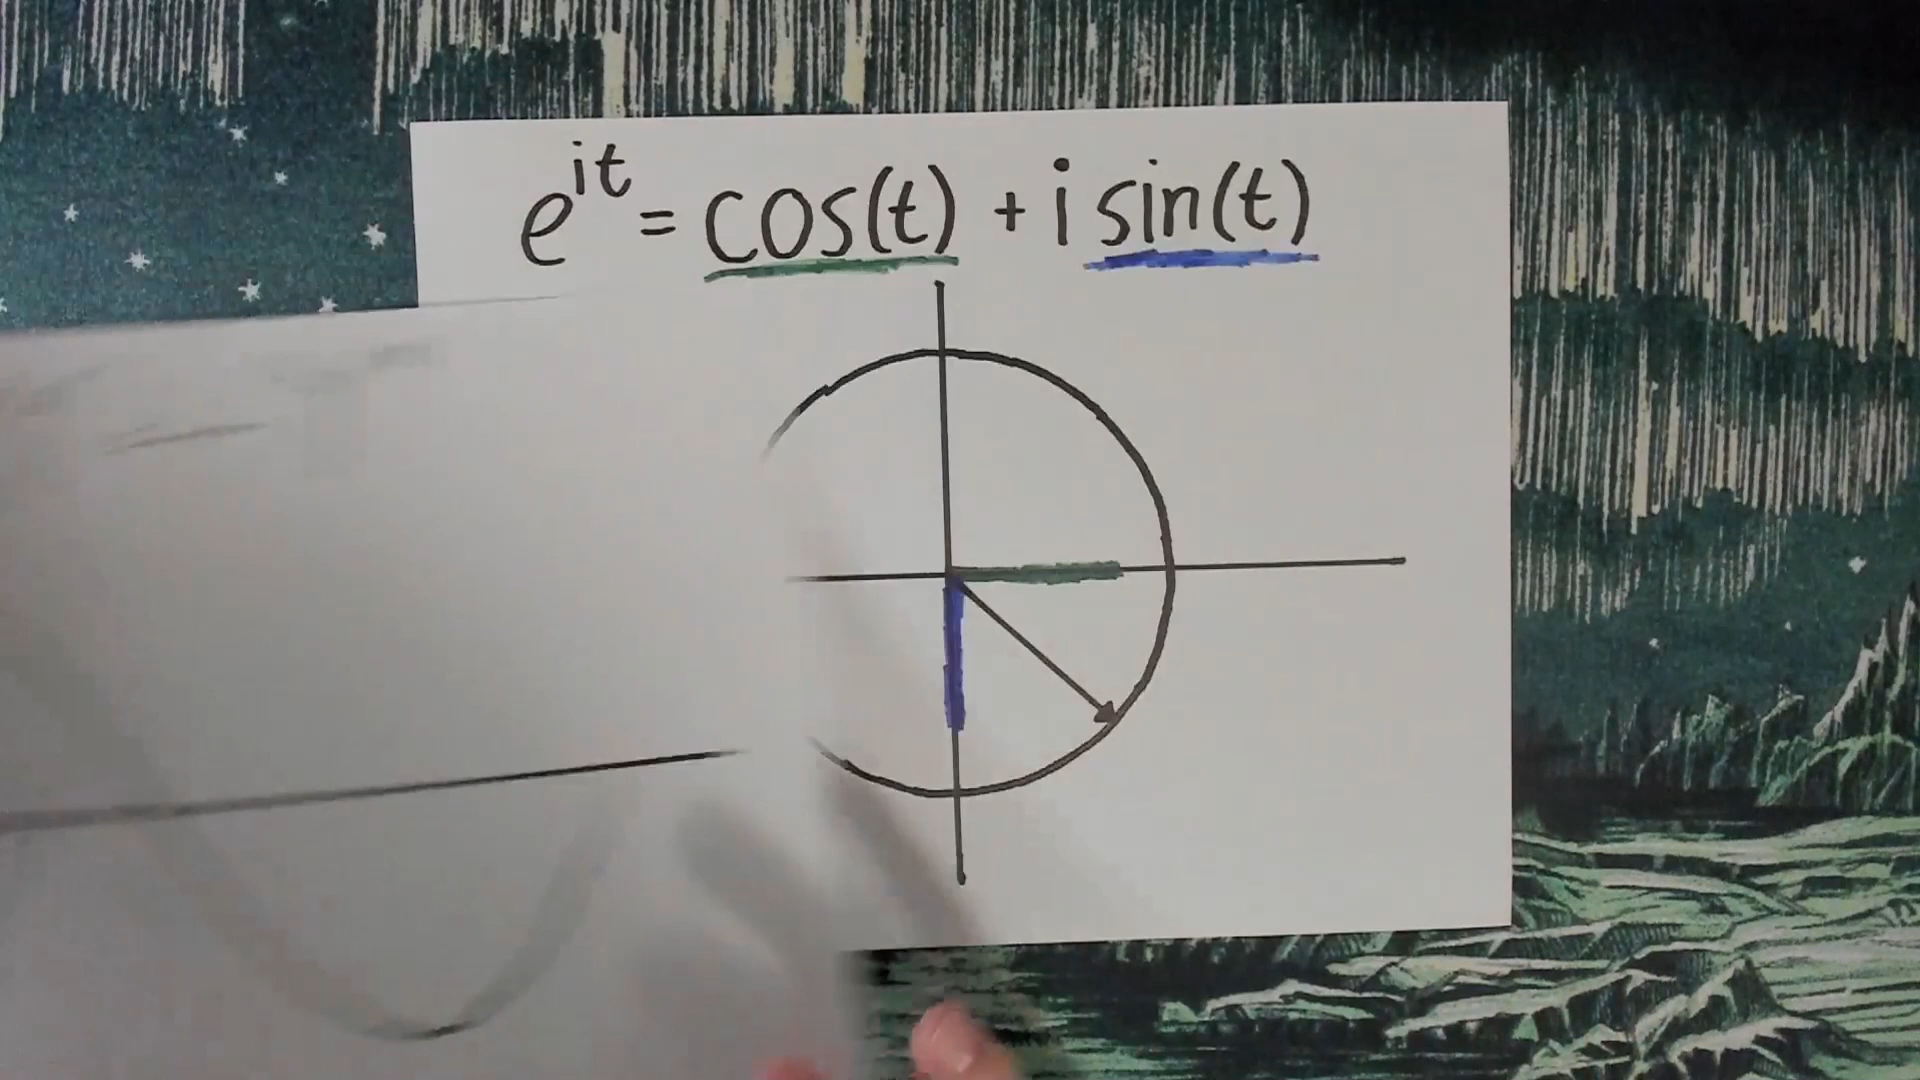 e^it = cos(t) + i sin(t)